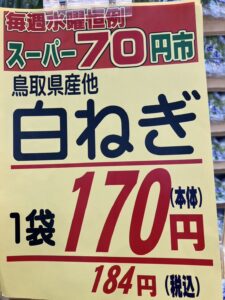 毎週水曜恒例
スーパー70円市
鳥取県産他
白ねぎ
1袋170円(本体)
184円(税込)